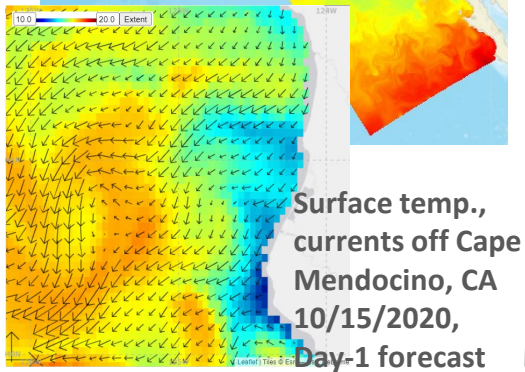 10.0 20.0 Extent
124W
Surface temp.,
currents off Cape
Mendocino, CA
10/15/2020,
Day-1 forecast
Leaflet | Tiles © Es